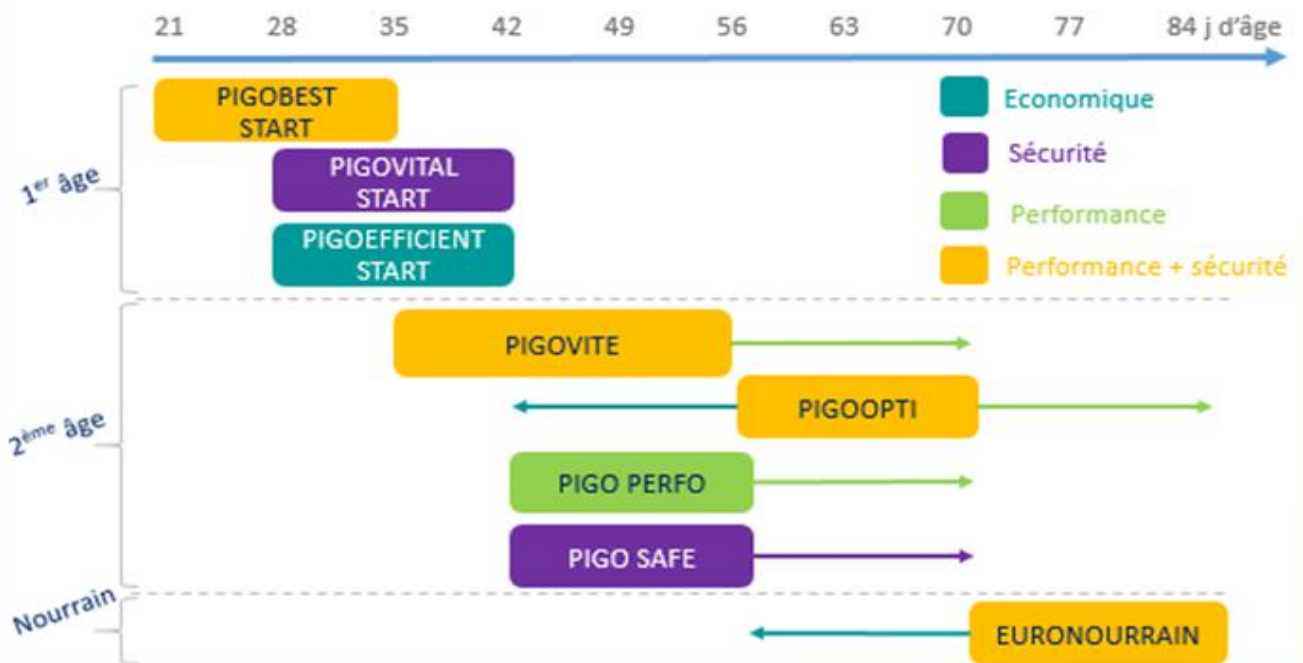 21 28 35 42 49 56 63 70 77 84 j d'âge
PIGOBEST
START
Economique
Sécurité
Performance
Performance + sécurité
1er âge
PIGOVITAL
START
PIGOEFFICIENT
START
2ème âge
PIGOVITE
PIGOOPTI
PIGO PERFO
PIGO SAFE
Nourrain
EURONOURRAIN